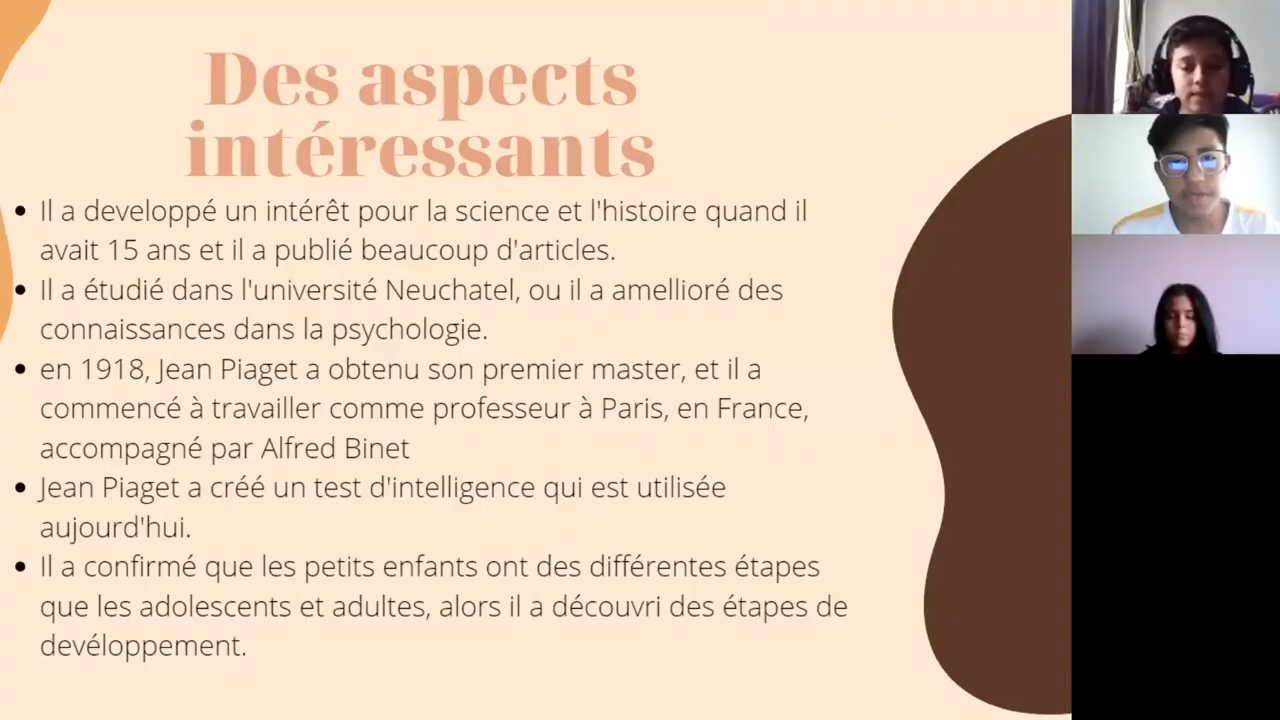 Des aspects
intéressants
Il a developpé un intérêt pour la science et l'histoire quand il
avait 15 ans et il a publié beaucoup d'articles.
Il a étudié dans l'université Neuchatel, ou il a amellioré des
connaissances dans la psychologie.
en 1918, Jean Piaget a obtenu son premier master, et il a
commencé à travailler comme professeur à Paris, en France,
accompagné par Alfred Binet
Jean Piaget a créé un test d'intelligence qui est utilisée
aujourd'hui.
Il a confirmé que les petits enfants ont des différentes étapes
que les adolescents et adultes, alors il a découvri des étapes de
devéloppement.